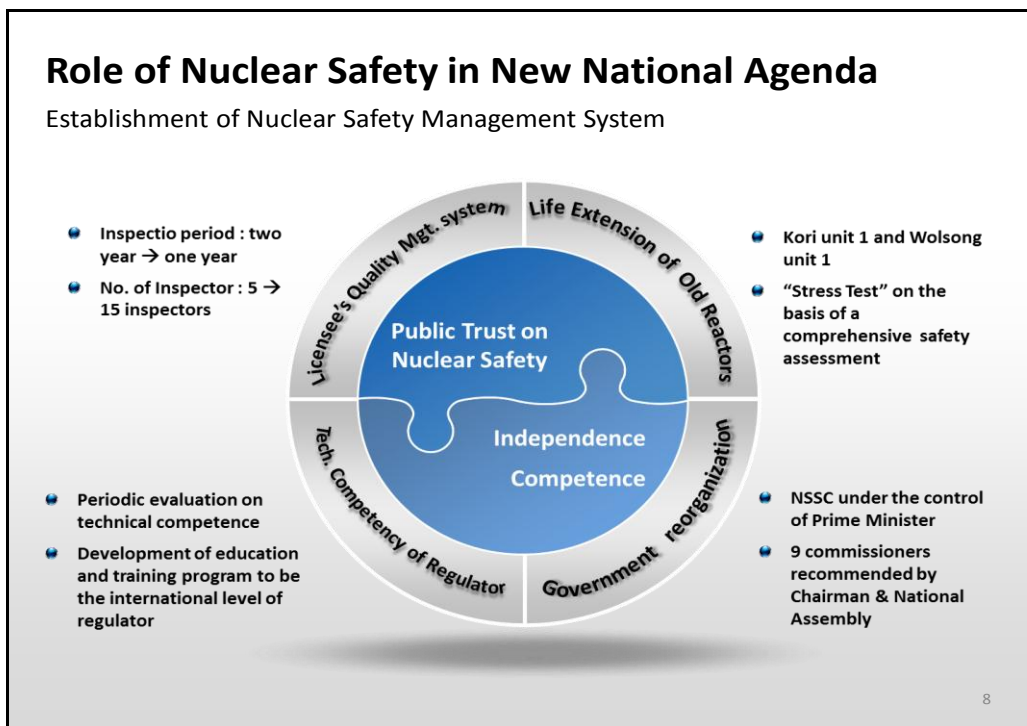 Role of Nuclear Safety in New National Agenda
Establishment of Nuclear Safety Management System
Inspectio period : two
year → one year
No. of Inspector : 5 →
15 inspectors
Licensee's Quality Mgt. system
Life Extension of Old Reactors
Kori unit 1 and Wolsong
unit 1
“Stress Test” on the
basis of a
comprehensive safety
assessment
Public Trust on
Nuclear Safety
Independence
Competence
Periodic evaluation on
technical competence
Development of education
and training program to be
the international level of
regulator
Tech. Competency of Regulator
Government reorganization
NSSC under the control
of Prime Minister
9 commissioners
recommended by
Chairman & National
Assembly
8